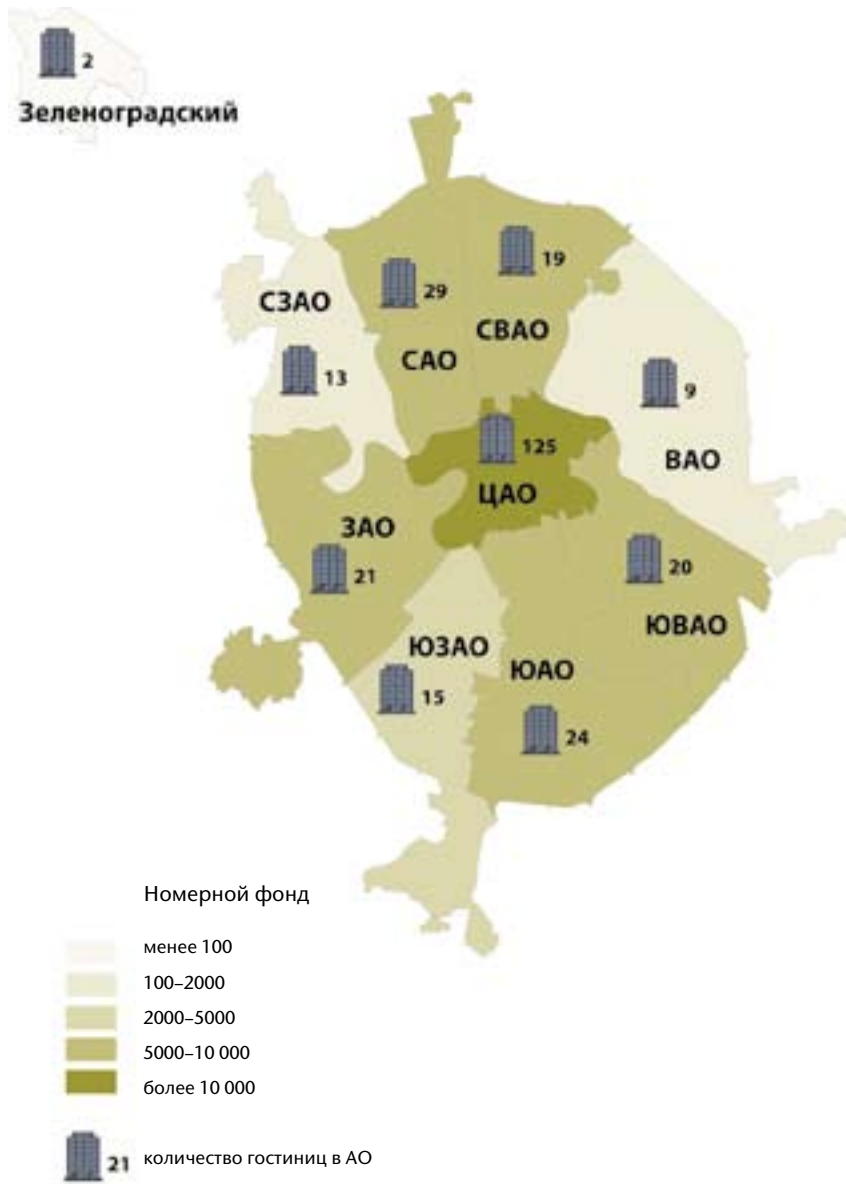 2
Зеленоградский
19
29
СЗАО
СВАО
САО
13
9
125
ВАО
ЦАО
ЗАО
21
20
ЮВАО
ЮЗАО
ЮАО
15
24
Номерной фонд
менее 100
100–2000
2000–5000
5000–10 000
более 10 000
21 количество гостиниц в АО